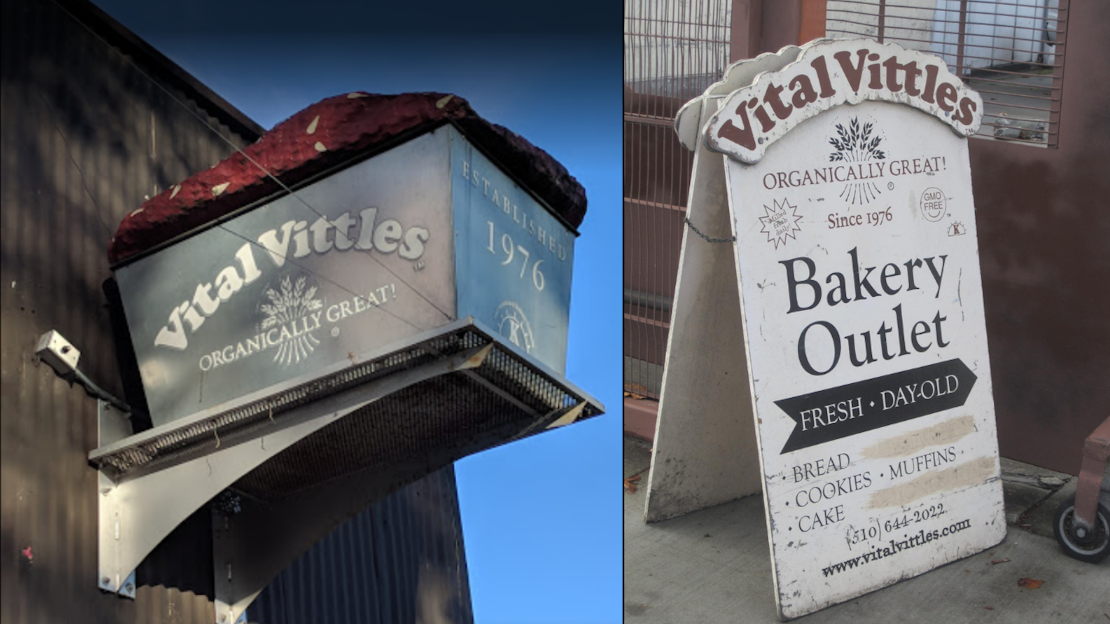 Vital Vittles
TM
ORGANICALLY GREAT!
®
ESTABLISHED
1976
K
Vital Vittles
ORGANICALLY GREAT!
®
Since 1976
GMO
FREE
K
Bakery
Outlet
FRESH • DAY-OLD
• BREAD
• COOKIES • MUFFINS
• CAKE
(510) 644-2022
www.vitalvittles.com